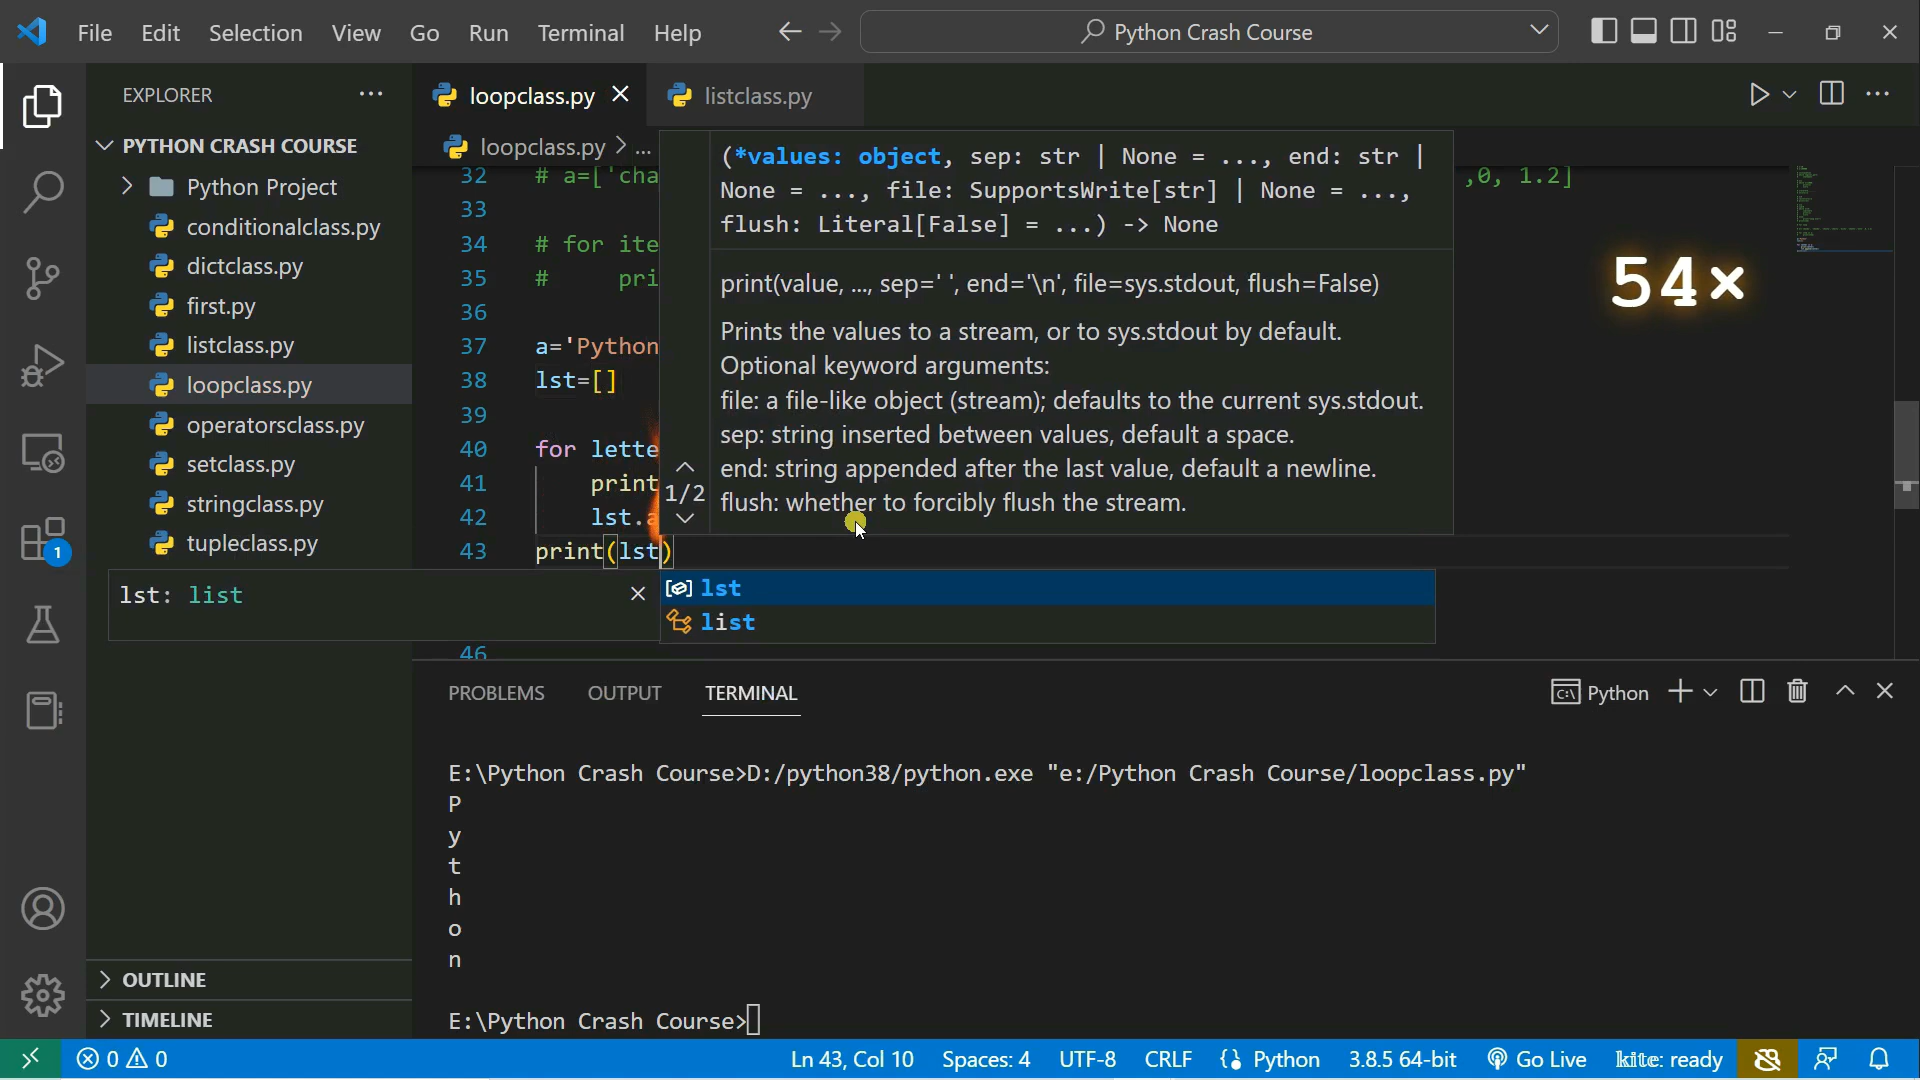 File Edit Selection View Go Run Terminal Help
Python Crash Course
EXPLORER
PYTHON CRASH COURSE
Python Project
conditionalclass.py
dictclass.py
first.py
listclass.py
loopclass.py
operatorsclass.py
setclass.py
stringclass.py
tupleclass.py
1
OUTLINE
TIMELINE
loopclass.py listclass.py
loopclass.py > ...
32 # a=['cha ,0, 1.2]
33
34 # for ite
35 # pri
36
37 a='Python
38 lst=[]
39
40 for lette
41 print
42 lst.a
43 print(lst)
46
(*values: object, sep: str | None = ..., end: str |
None = ..., file: SupportsWrite[str] | None = ...,
flush: Literal[False] = ...) -> None
print(value, ..., sep=' ', end='\n', file=sys.stdout, flush=False)
Prints the values to a stream, or to sys.stdout by default.
Optional keyword arguments:
file: a file-like object (stream); defaults to the current sys.stdout.
sep: string inserted between values, default a space.
end: string appended after the last value, default a newline.
flush: whether to forcibly flush the stream.
1/2
54×
lst: list
lst
list
PROBLEMS OUTPUT TERMINAL
Python
E:\Python Crash Course>D:/python38/python.exe "e:/Python Crash Course/loopclass.py"
P
y
t
h
o
n
E:\Python Crash Course>
0 0
Ln 43, Col 10 Spaces: 4 UTF-8 CRLF Python 3.8.5 64-bit Go Live kite: ready